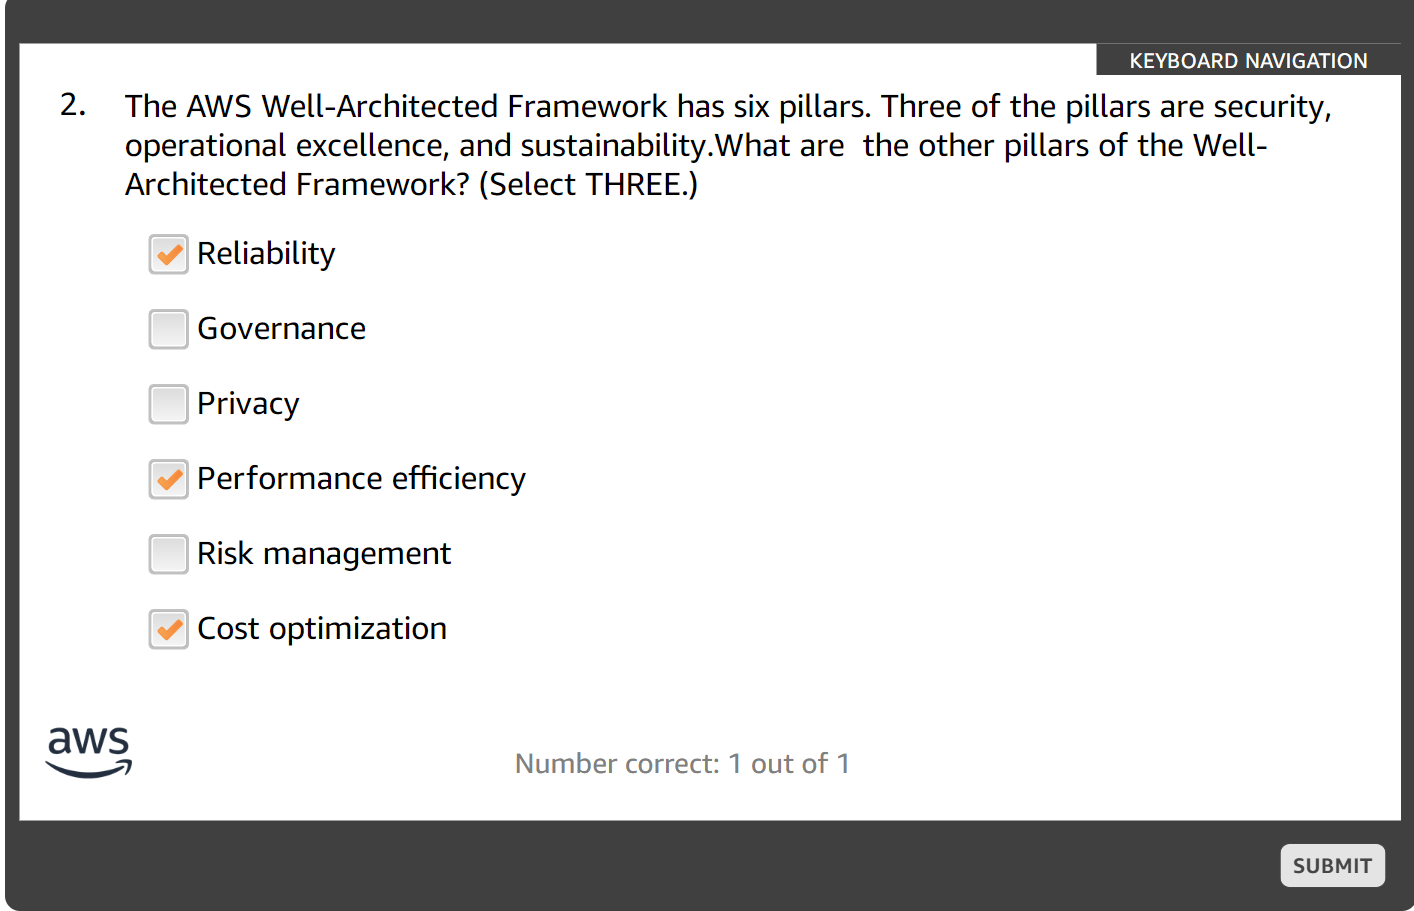 KEYBOARD NAVIGATION
2. The AWS Well-Architected Framework has six pillars. Three of the pillars are security,
operational excellence, and sustainability.What are  the other pillars of the Well-
Architected Framework? (Select THREE.)
Reliability
Governance
Privacy
Performance efficiency
Risk management
Cost optimization
aws
Number correct: 1 out of 1
SUBMIT